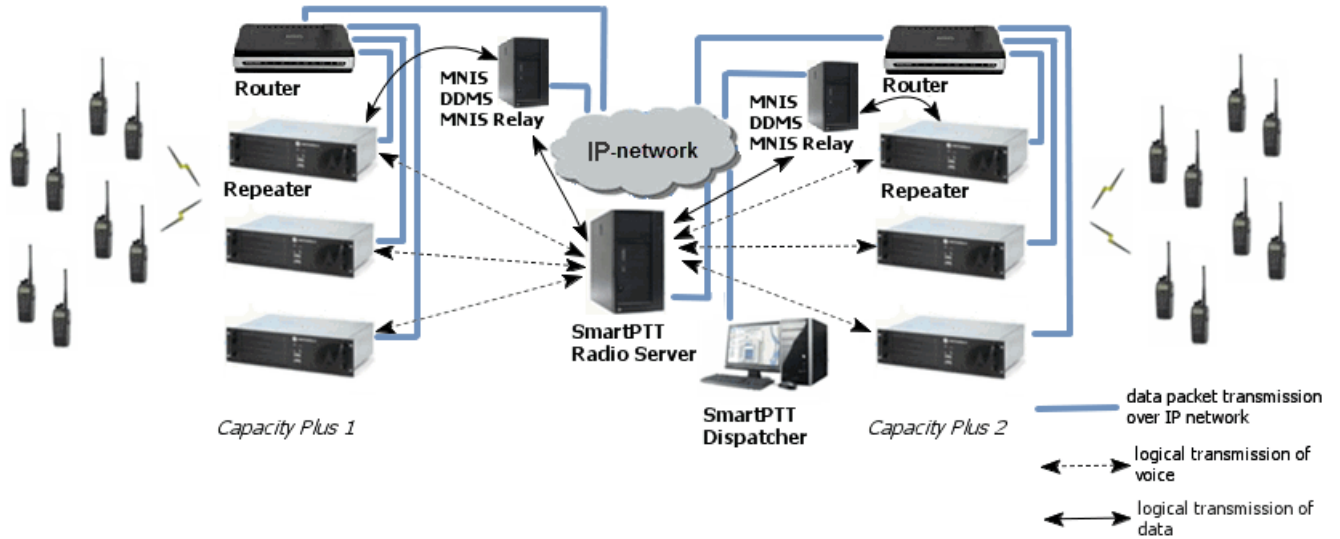 Router
MNIS
DDMS
MNIS Relay
Repeater
IP-network
MNIS
DDMS
MNIS Relay
Router
Repeater
SmartPTT
Radio Server
SmartPTT
Dispatcher
Capacity Plus 1
Capacity Plus 2
data packet transmission
over IP network
logical transmission of
voice
logical transmission of
data